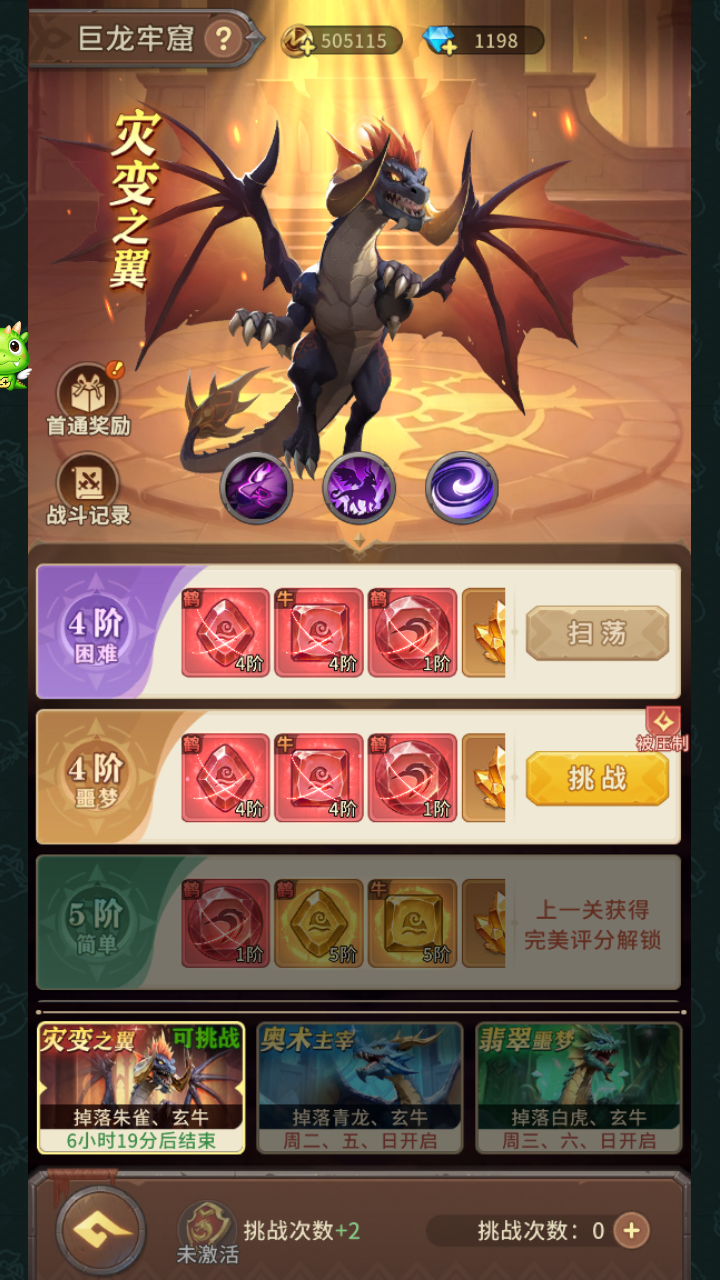 巨龙牢窟
?
505115
1198
灾变之翼
首通奖励
战斗记录
4阶
困难
鹤
4阶
牛
4阶
鹤
1阶
扫荡
4阶
噩梦
鹤
4阶
牛
4阶
鹤
1阶
被压制
挑战
5阶
简单
鹤
1阶
鹤
5阶
牛
5阶
上一关获得
完美评分解锁
灾变之翼
可挑战
掉落朱雀、玄牛
6小时19分后结束
奥术主宰
掉落青龙、玄牛
周二、五、日开启
翡翠噩梦
掉落白虎、玄牛
周三、六、日开启
未激活
挑战次数+2
挑战次数：0